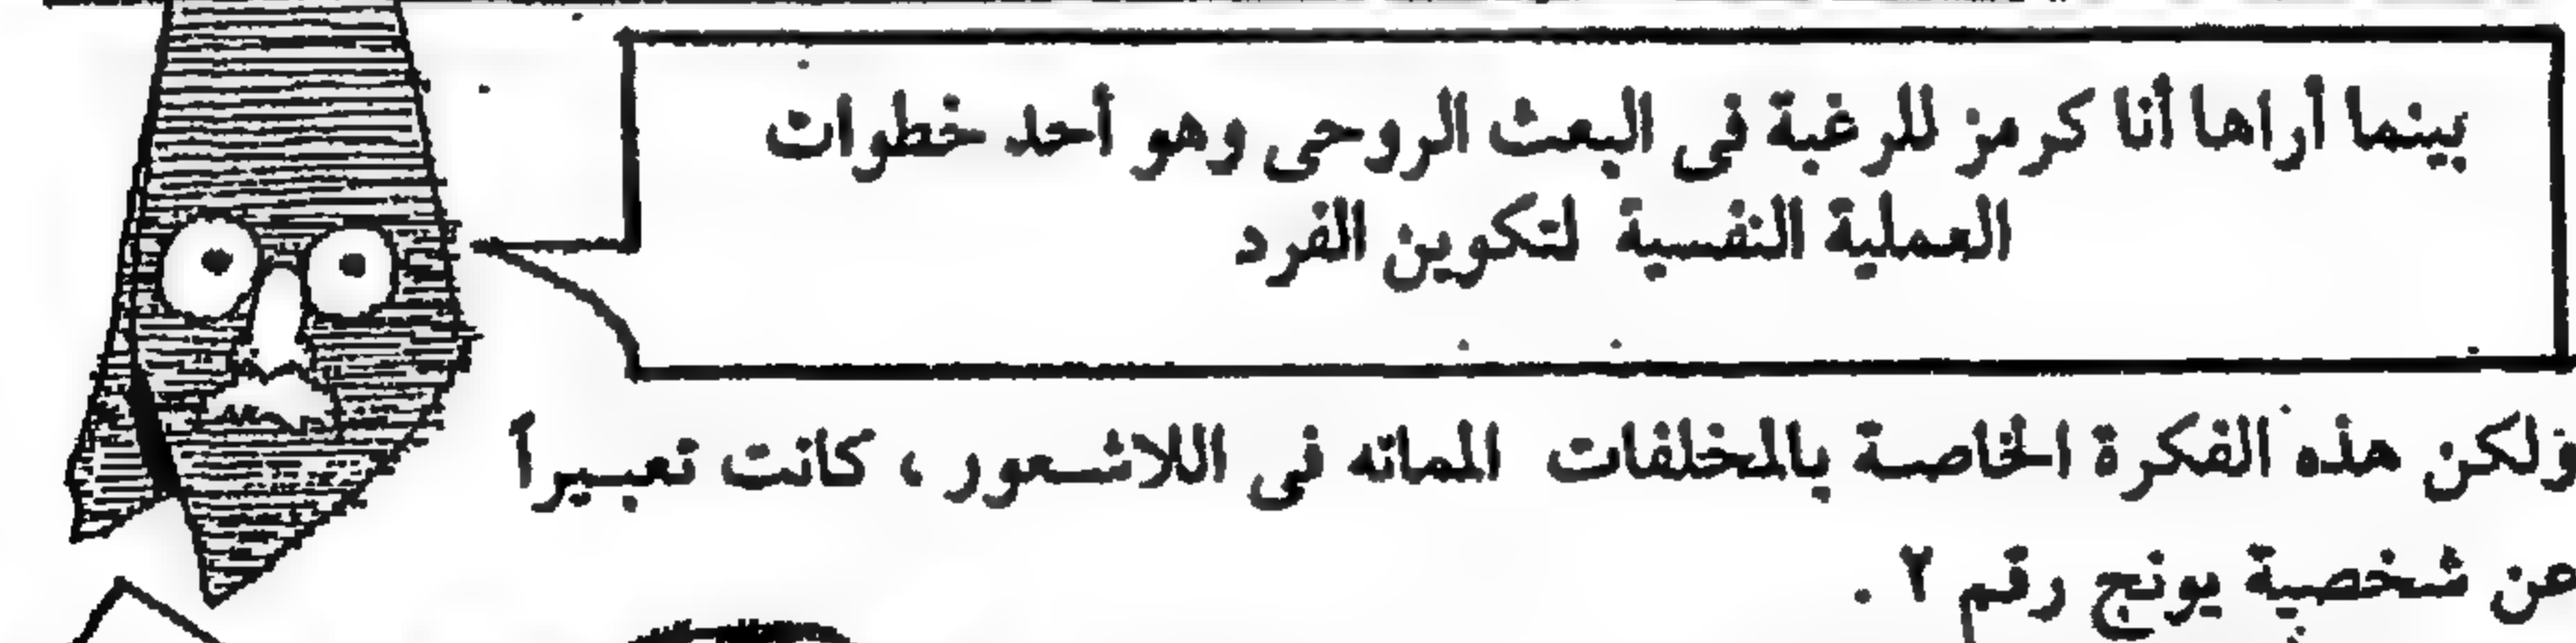 بينما أراها أنا كرمز للرغبة فى البعث الروحى وهو أحد خطوات
العملية النفسية لتكوين الفرد
ولكن هذه الفكرة الخاصة بالمخلفات المماته فى اللاشعور ، كانت تعبيراً
عن شخصية يونج رقم ٢ .